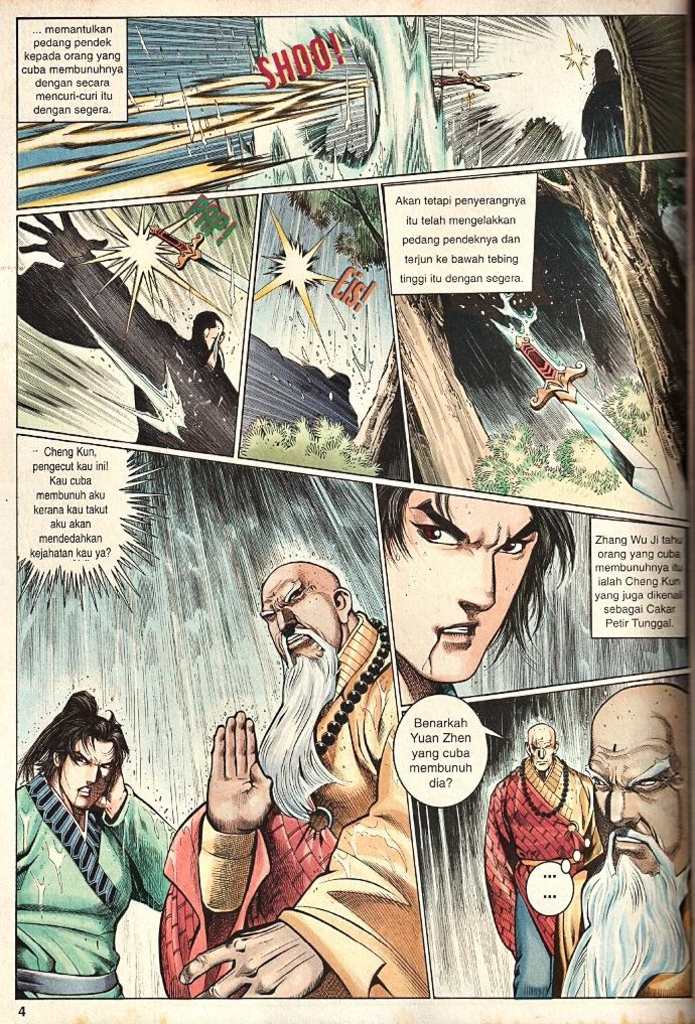 ... memantulkan
pedang pendek
kepada orang yang
cuba membunuhnya
dengan secara
mencuri-curi itu
dengan segera.
SHOO!
POP!
Cis!
Akan tetapi penyerangnya
itu telah mengelakkan
pedang pendeknya dan
terjun ke bawah tebing
tinggi itu dengan segera.
Cheng Kun,
pengecut kau ini!
Kau cuba
membunuh aku
kerana kau takut
aku akan
mendedahkan
kejahatan kau ya?
Zhang Wu Ji tahu
orang yang cuba
membunuhnya itu
ialah Cheng Kun
yang juga dikenali
sebagai Cakar
Petir Tunggal.
Benarkah
Yuan Zhen
yang cuba
membunuh
dia?
...
...
4